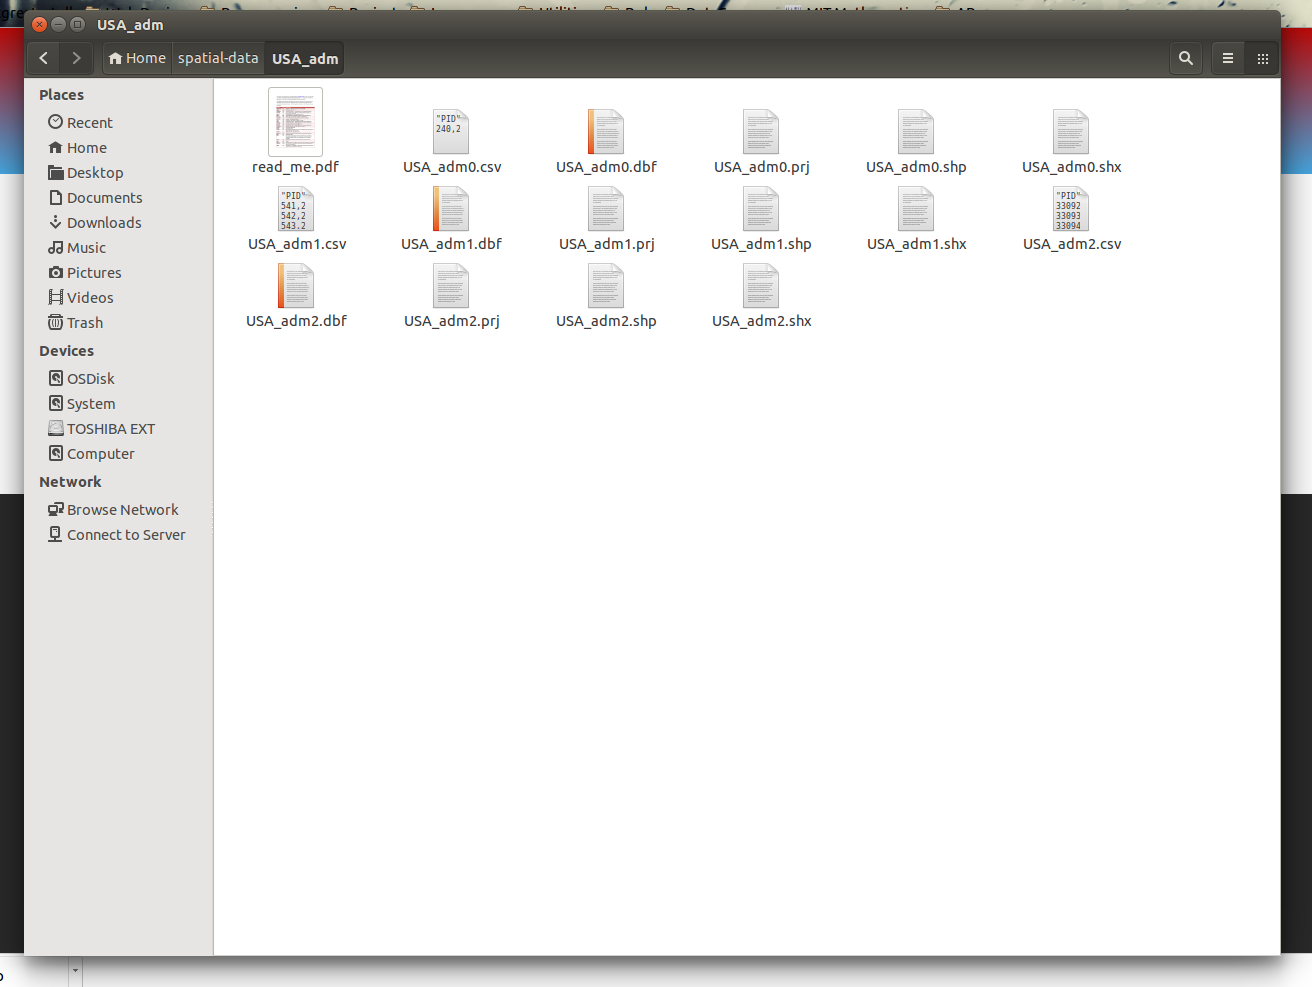 USA_adm
Home spatial-data USA_adm
Places
Recent
Home
Desktop
Documents
Downloads
Music
Pictures
Videos
Trash
Devices
OSDisk
System
TOSHIBA EXT
Computer
Network
Browse Network
Connect to Server
"PID"
240,2
read_me.pdf USA_adm0.csv USA_adm0.dbf USA_adm0.prj USA_adm0.shp USA_adm0.shx
"PID"
541,2
542,2
543,2
"PID"
33092
33093
33094
USA_adm1.csv USA_adm1.dbf USA_adm1.prj USA_adm1.shp USA_adm1.shx USA_adm2.csv
USA_adm2.dbf USA_adm2.prj USA_adm2.shp USA_adm2.shx